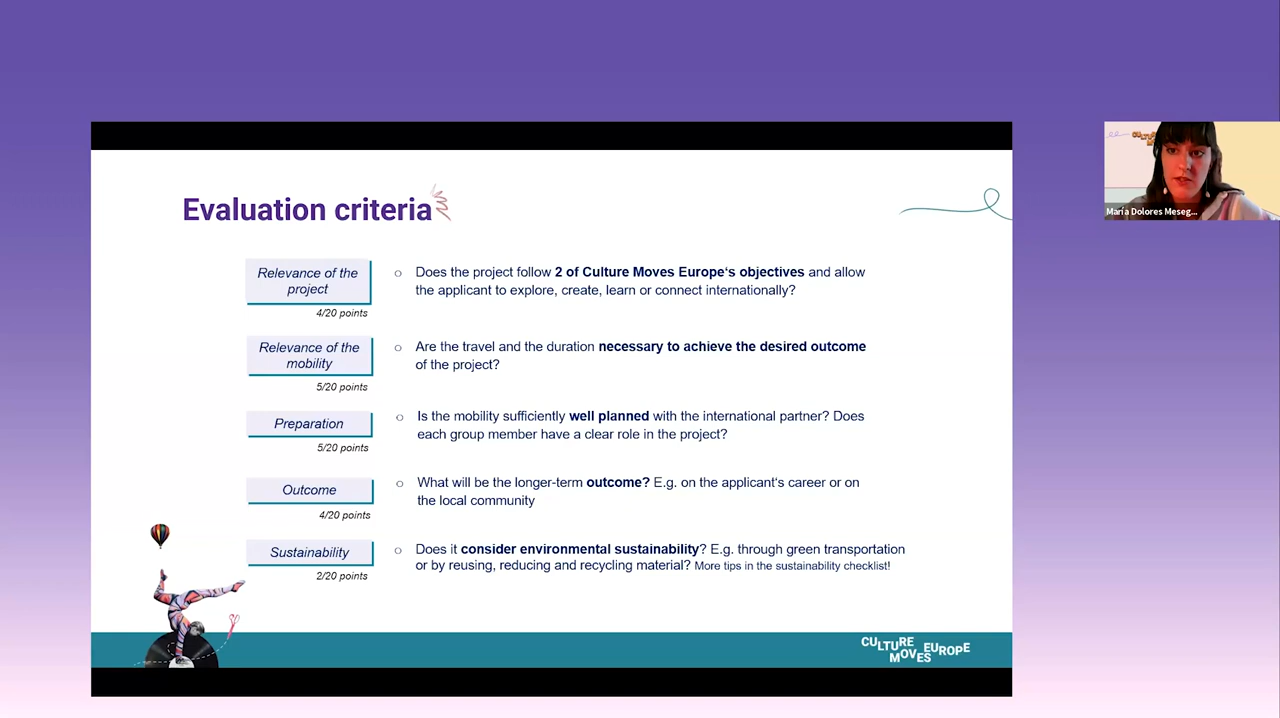 Evaluation criteria
Relevance of the
project
4/20 points
Does the project follow 2 of Culture Moves Europe's objectives and allow
the applicant to explore, create, learn or connect internationally?
Relevance of the
mobility
5/20 points
Are the travel and the duration necessary to achieve the desired outcome
of the project?
Preparation
5/20 points
Is the mobility sufficiently well planned with the international partner? Does
each group member have a clear role in the project?
Outcome
4/20 points
What will be the longer-term outcome? E.g. on the applicant's career or on
the local community
Sustainability
2/20 points
Does it consider environmental sustainability? E.g. through green transportation
or by reusing, reducing and recycling material? More tips in the sustainability checklist!
CULTURE
MOVES EUROPE
María Dolores Meseg...